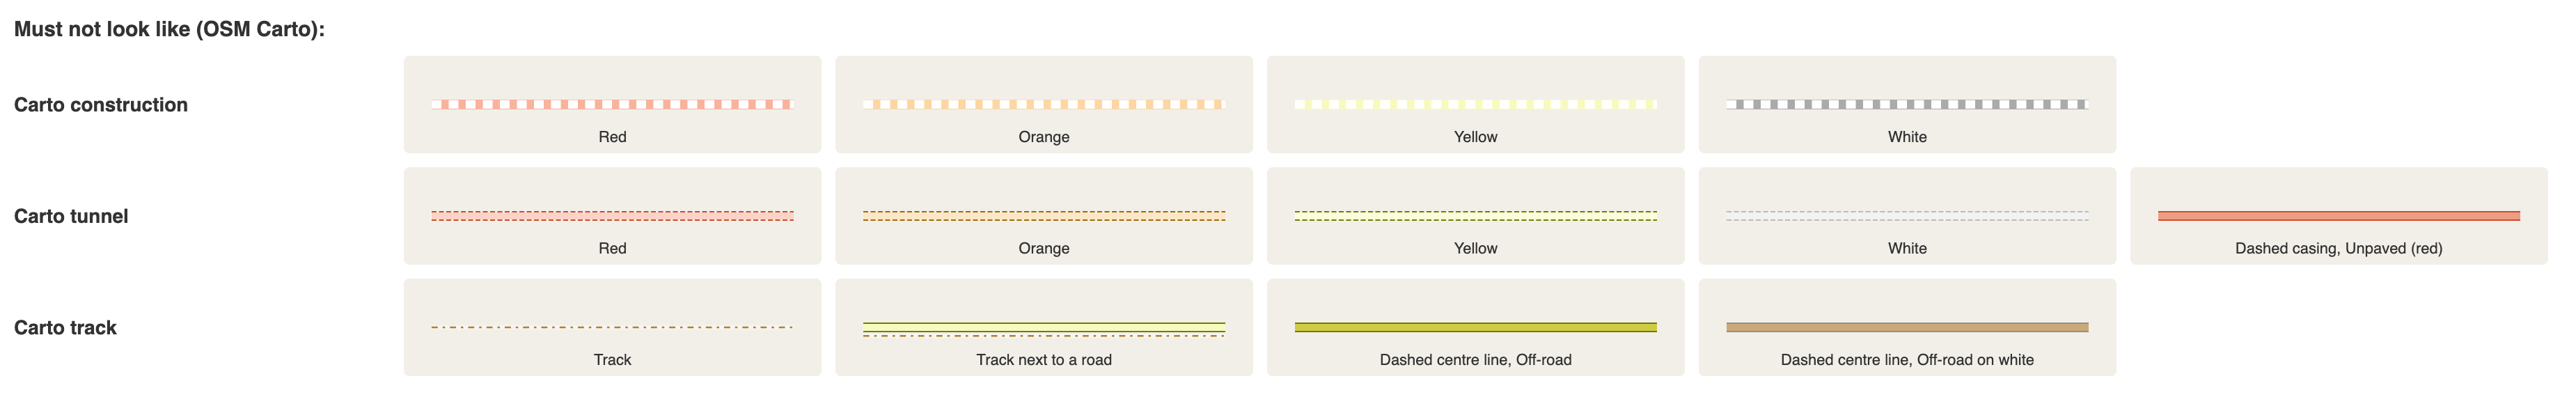 Must not look like (OSM Carto):
Carto construction
Red
Orange
Yellow
White
Carto tunnel
Red
Orange
Yellow
White
Dashed casing, Unpaved (red)
Carto track
Track
Track next to a road
Dashed centre line, Off-road
Dashed centre line, Off-road on white